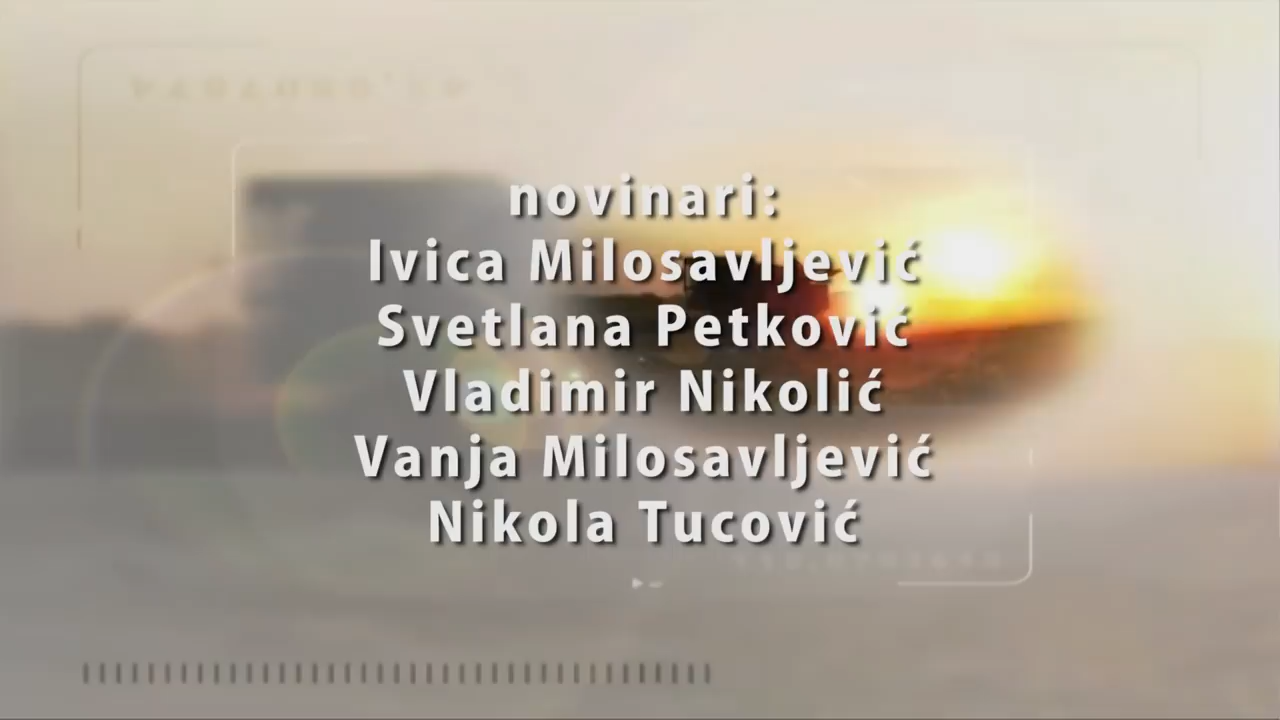 novinari:
Ivica Milosavljević
Svetlana Petković
Vladimir Nikolić
Vanja Milosavljević
Nikola Tucović